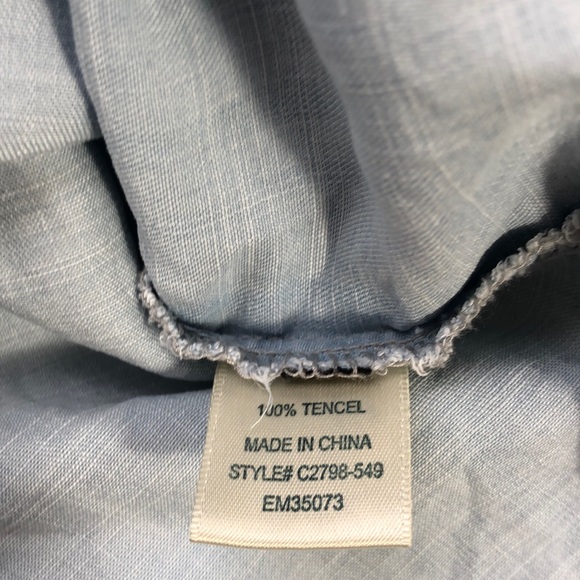 100% TENCEL
MADE IN CHINA
STYLE# C2798-549
EM35073